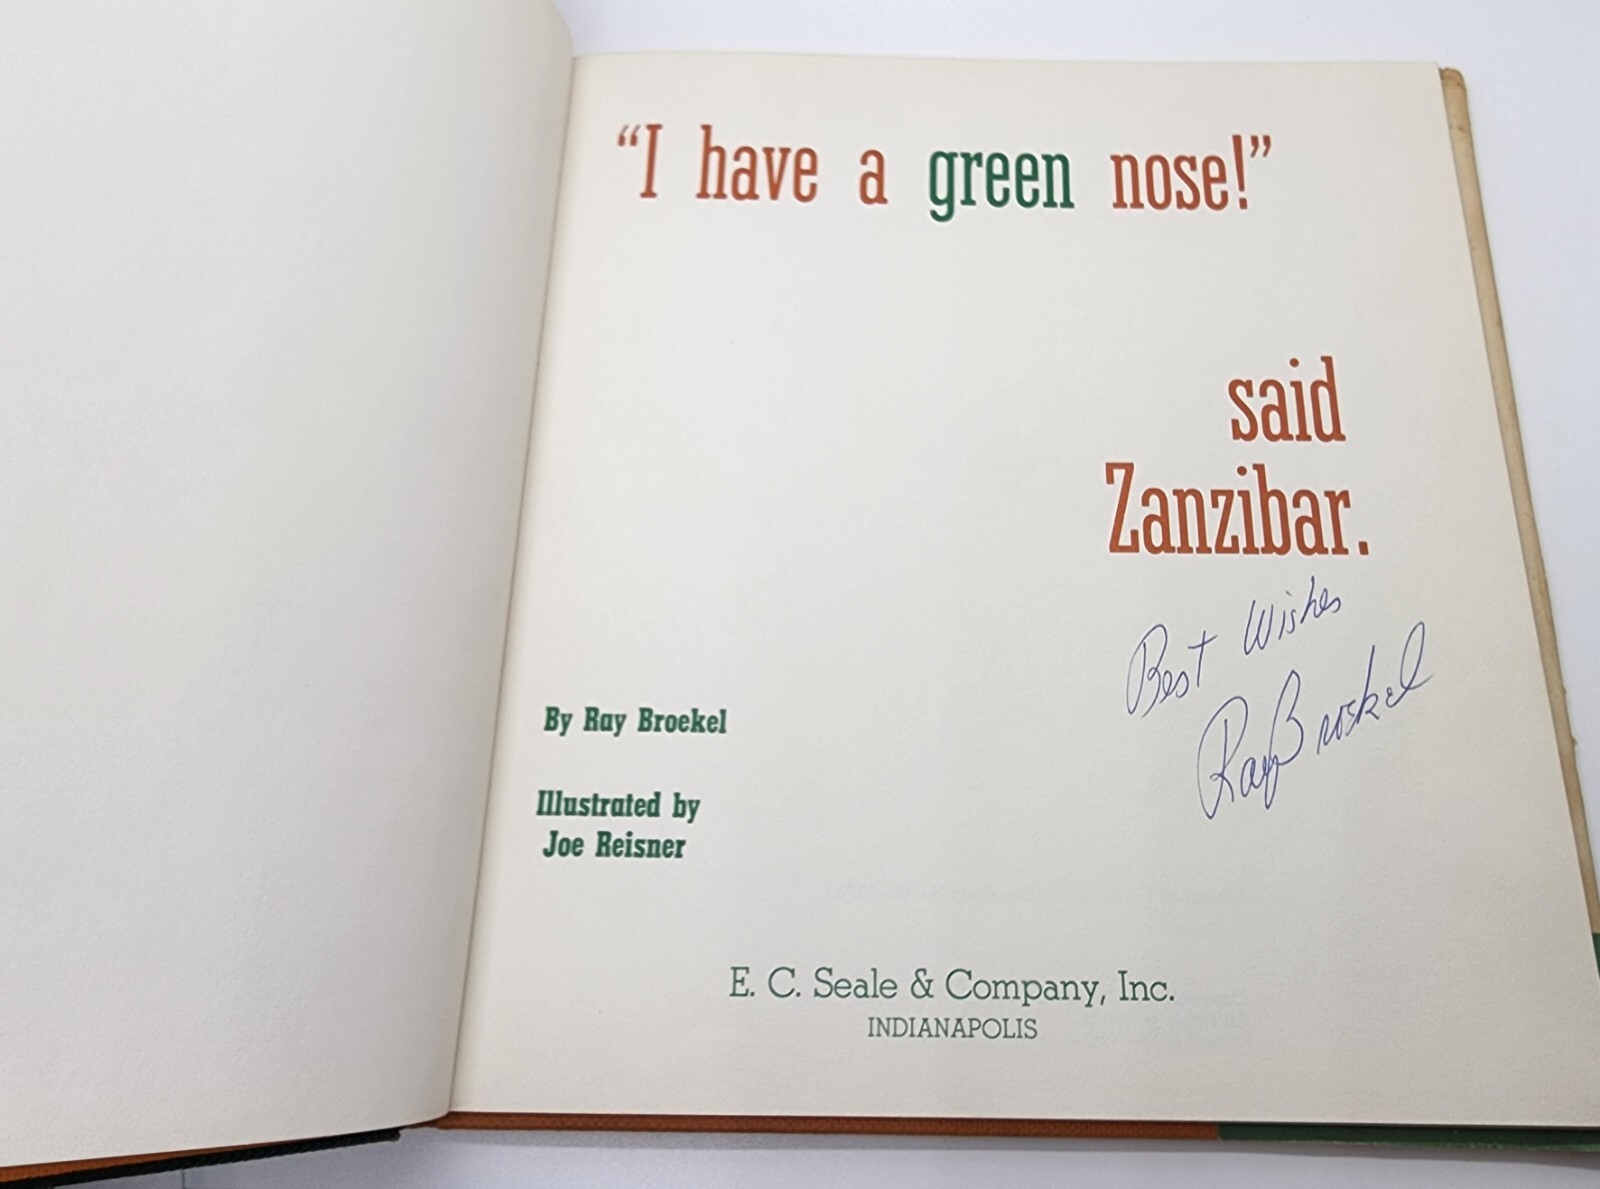 “I have a green nose!”
said
Zanzibar.
Best Wishes
Ray Broekel
By Ray Broekel
Illustrated by
Joe Reisner
E. C. Seale & Company, Inc.
INDIANAPOLIS